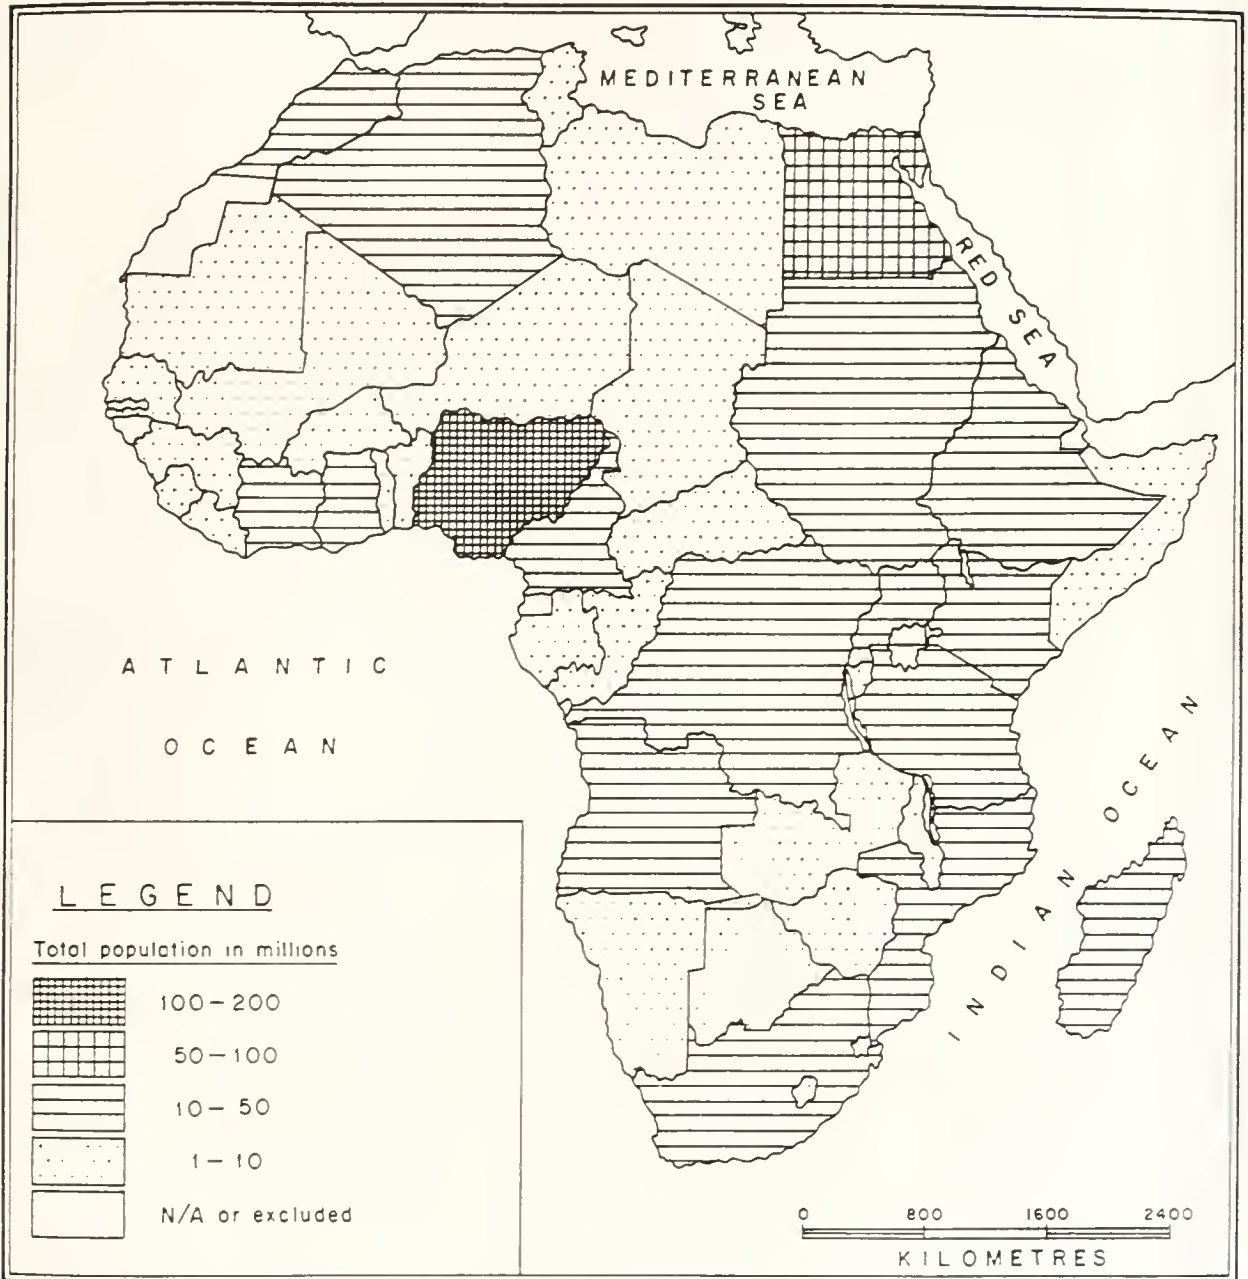 MEDITERRANEAN
SEA
RED SEA
ATLANTIC
OCEAN
INDIAN OCEAN
LEGEND
Total population in millions
100-200
50-100
10-50
1-10
N/A or excluded
0 800 1600 2400
KILOMETRES